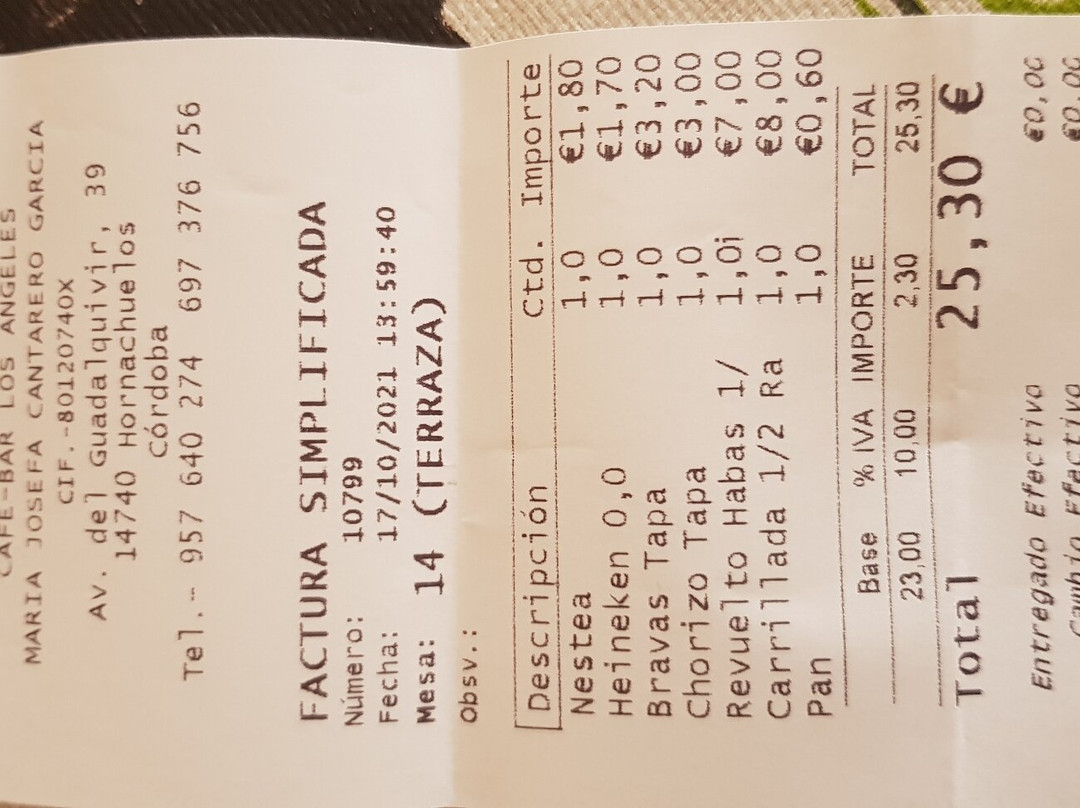 CAFE-BAR LOS ANGELES
MARIA JOSEFA CANTARERO GARCIA
CIF.-80120740X
Av. del Guadalquivir, 39
14740 Hornachuelos
Córdoba
Tel.- 957 640 274 697 376 756
FACTURA SIMPLIFICADA
Número: 10799
Fecha: 17/10/2021 13:59:40
Mesa: 14 (TERRAZA)
Obsv.:
Descripción Ctd. Importe
Nestea 1,0 €1,80
Heineken 0,0 1,0 €1,70
Bravas Tapa 1,0 €3,20
Chorizo Tapa 1,0 €3,00
Revuelto Habas 1/ 1,0i €7,00
Carrillada 1/2 Ra 1,0 €8,00
Pan 1,0 €0,60
Base % IVA IMPORTE TOTAL
23,00 10,00 2,30 25,30
Total 25,30 €
Entregado Efectivo €0,00
Cambio Efectivo €0,00